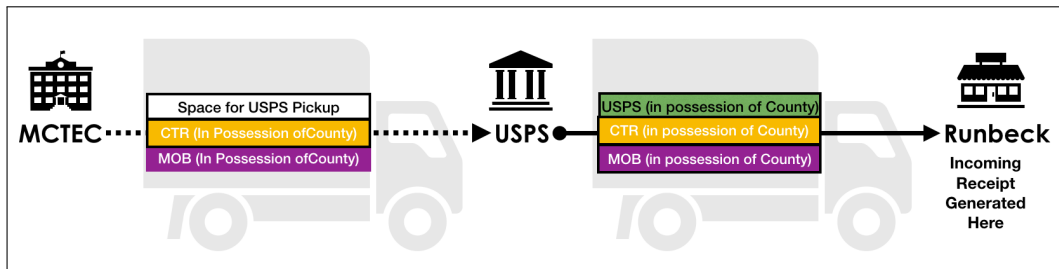 MCTEC
Space for USPS Pickup
CTR (In Possession ofCounty)
MOB (In Possession ofCounty)
USPS
USPS (in possession of County)
CTR (in possession of County)
MOB (in possession of County)
Runbeck
Incoming
Receipt
Generated
Here